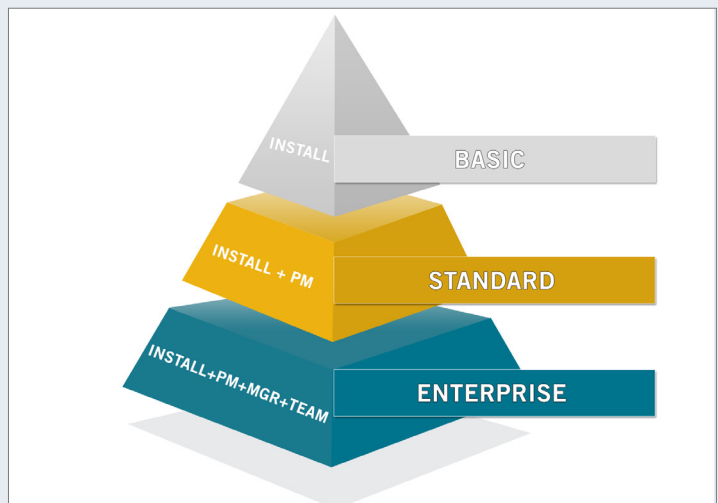 INSTALL
BASIC
INSTALL + PM
STANDARD
INSTALL+PM+MGR+TEAM
ENTERPRISE